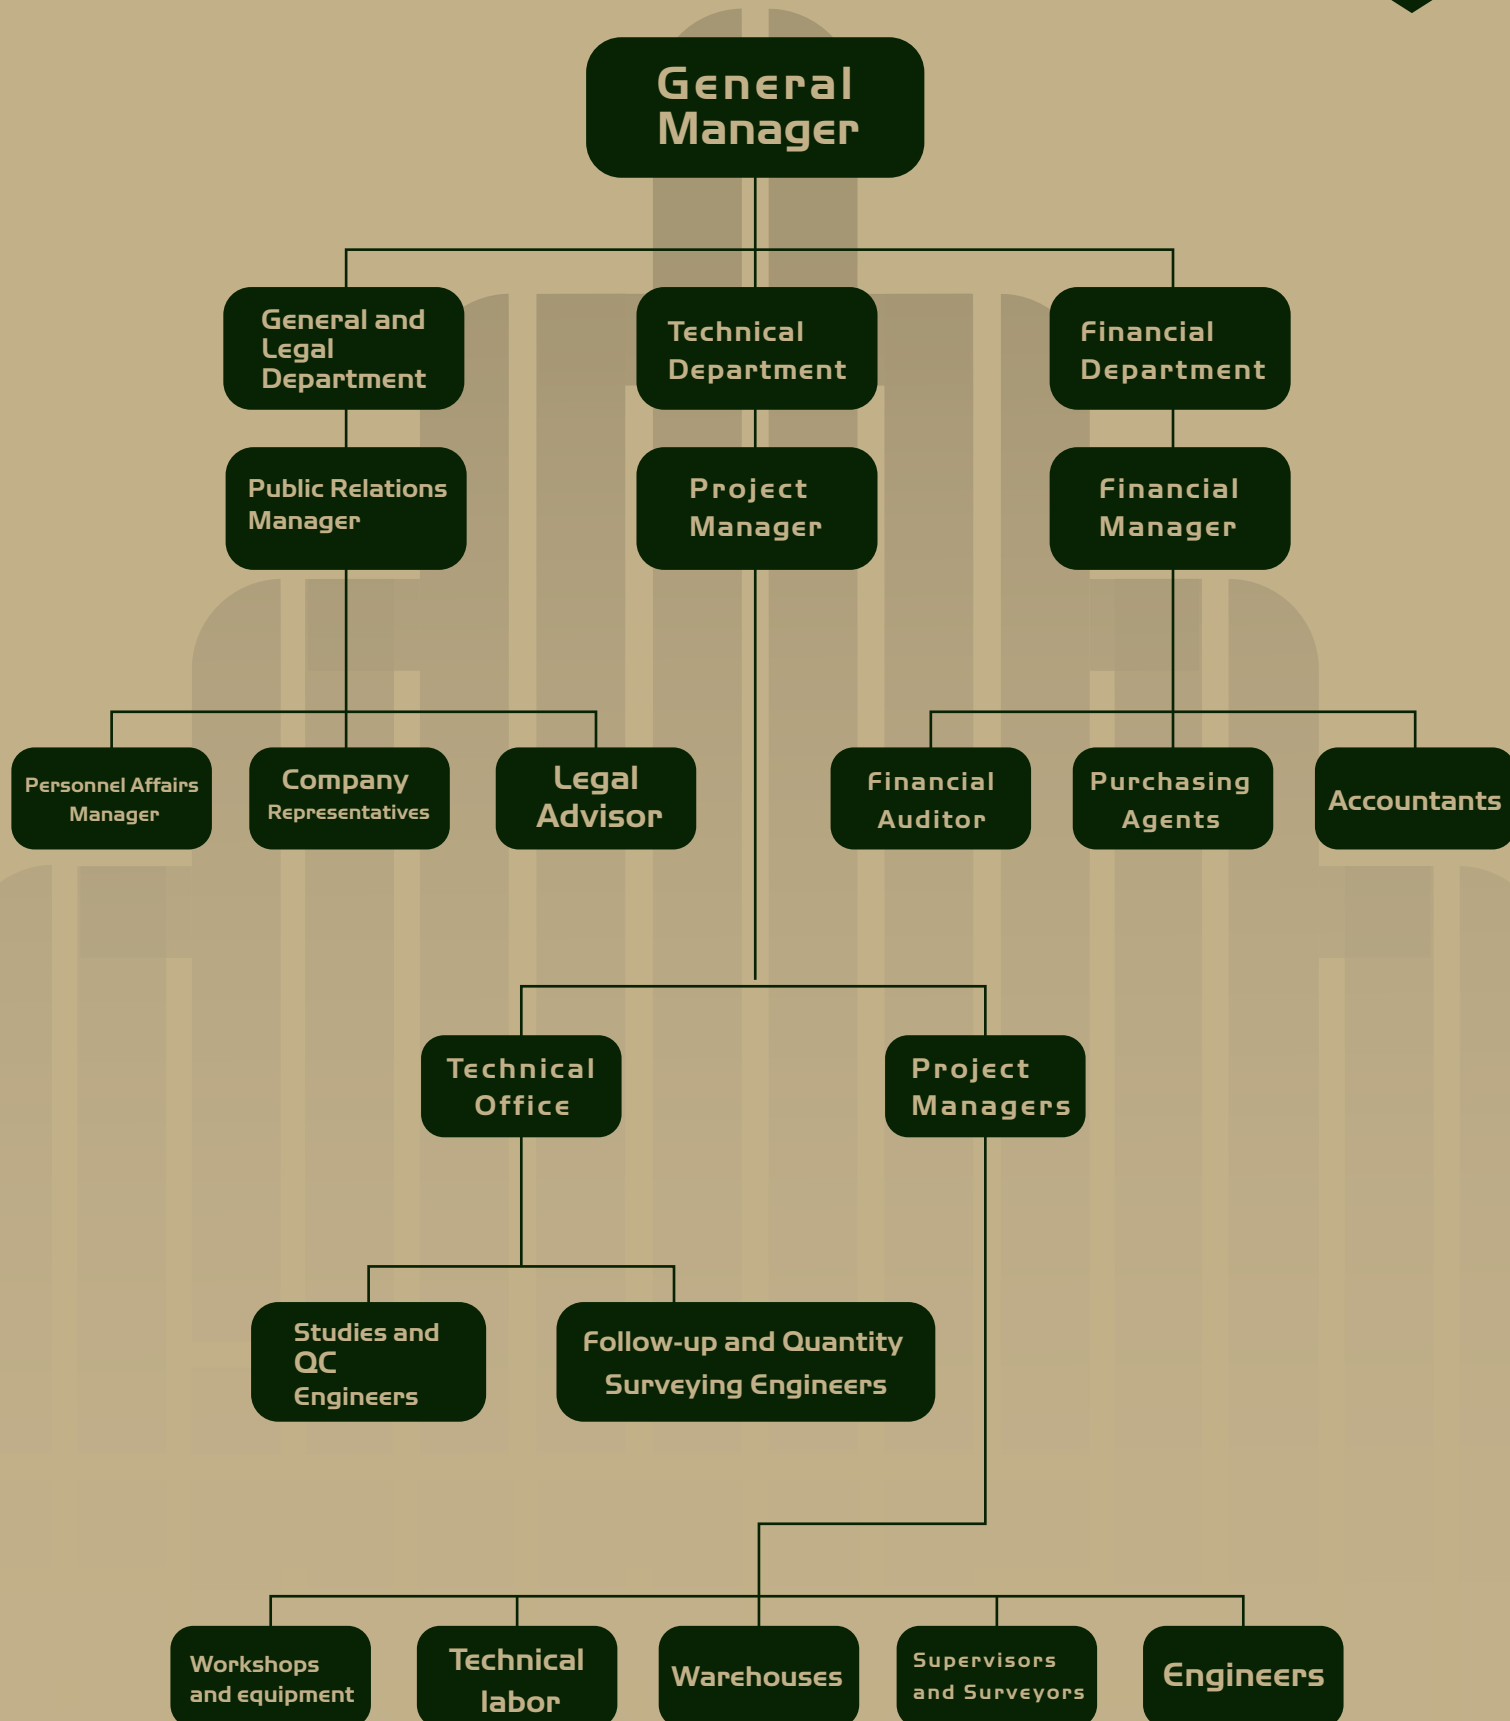 General
Manager
General and
Legal
Department
Technical
Department
Financial
Department
Public Relations
Manager
Project
Manager
Financial
Manager
Personnel Affairs
Manager
Company
Representatives
Legal
Advisor
Financial
Auditor
Purchasing
Agents
Accountants
Technical
Office
Project
Managers
Studies and
QC
Engineers
Follow-up and Quantity
Surveying Engineers
Workshops
and equipment
Technical
labor
Warehouses
Supervisors
and Surveyors
Engineers